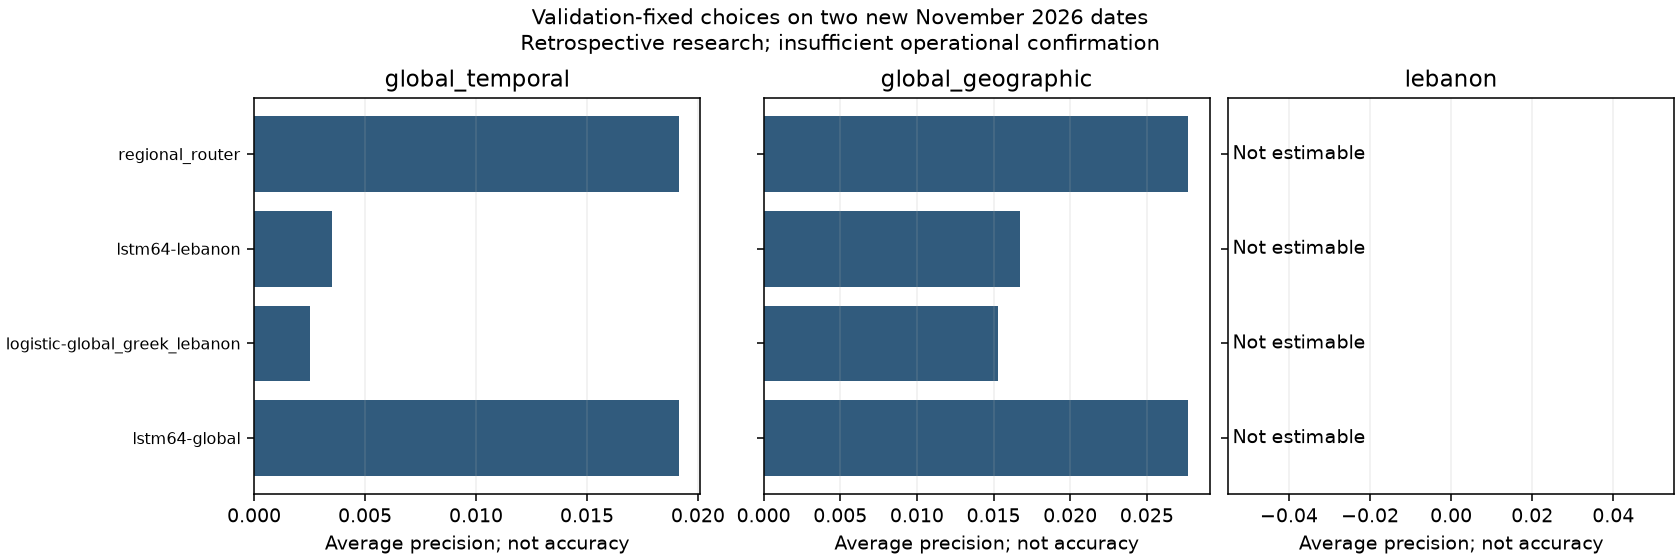 Validation-fixed choices on two new November 2026 dates
Retrospective research; insufficient operational confirmation
global_temporal
global_geographic
lebanon
regional_router
lstm64-lebanon
logistic-global_greek_lebanon
lstm64-global
Not estimable
Not estimable
Not estimable
Not estimable
0.000 0.005 0.010 0.015 0.020
0.000 0.005 0.010 0.015 0.020 0.025
−0.04 −0.02 0.00 0.02 0.04
Average precision; not accuracy
Average precision; not accuracy
Average precision; not accuracy